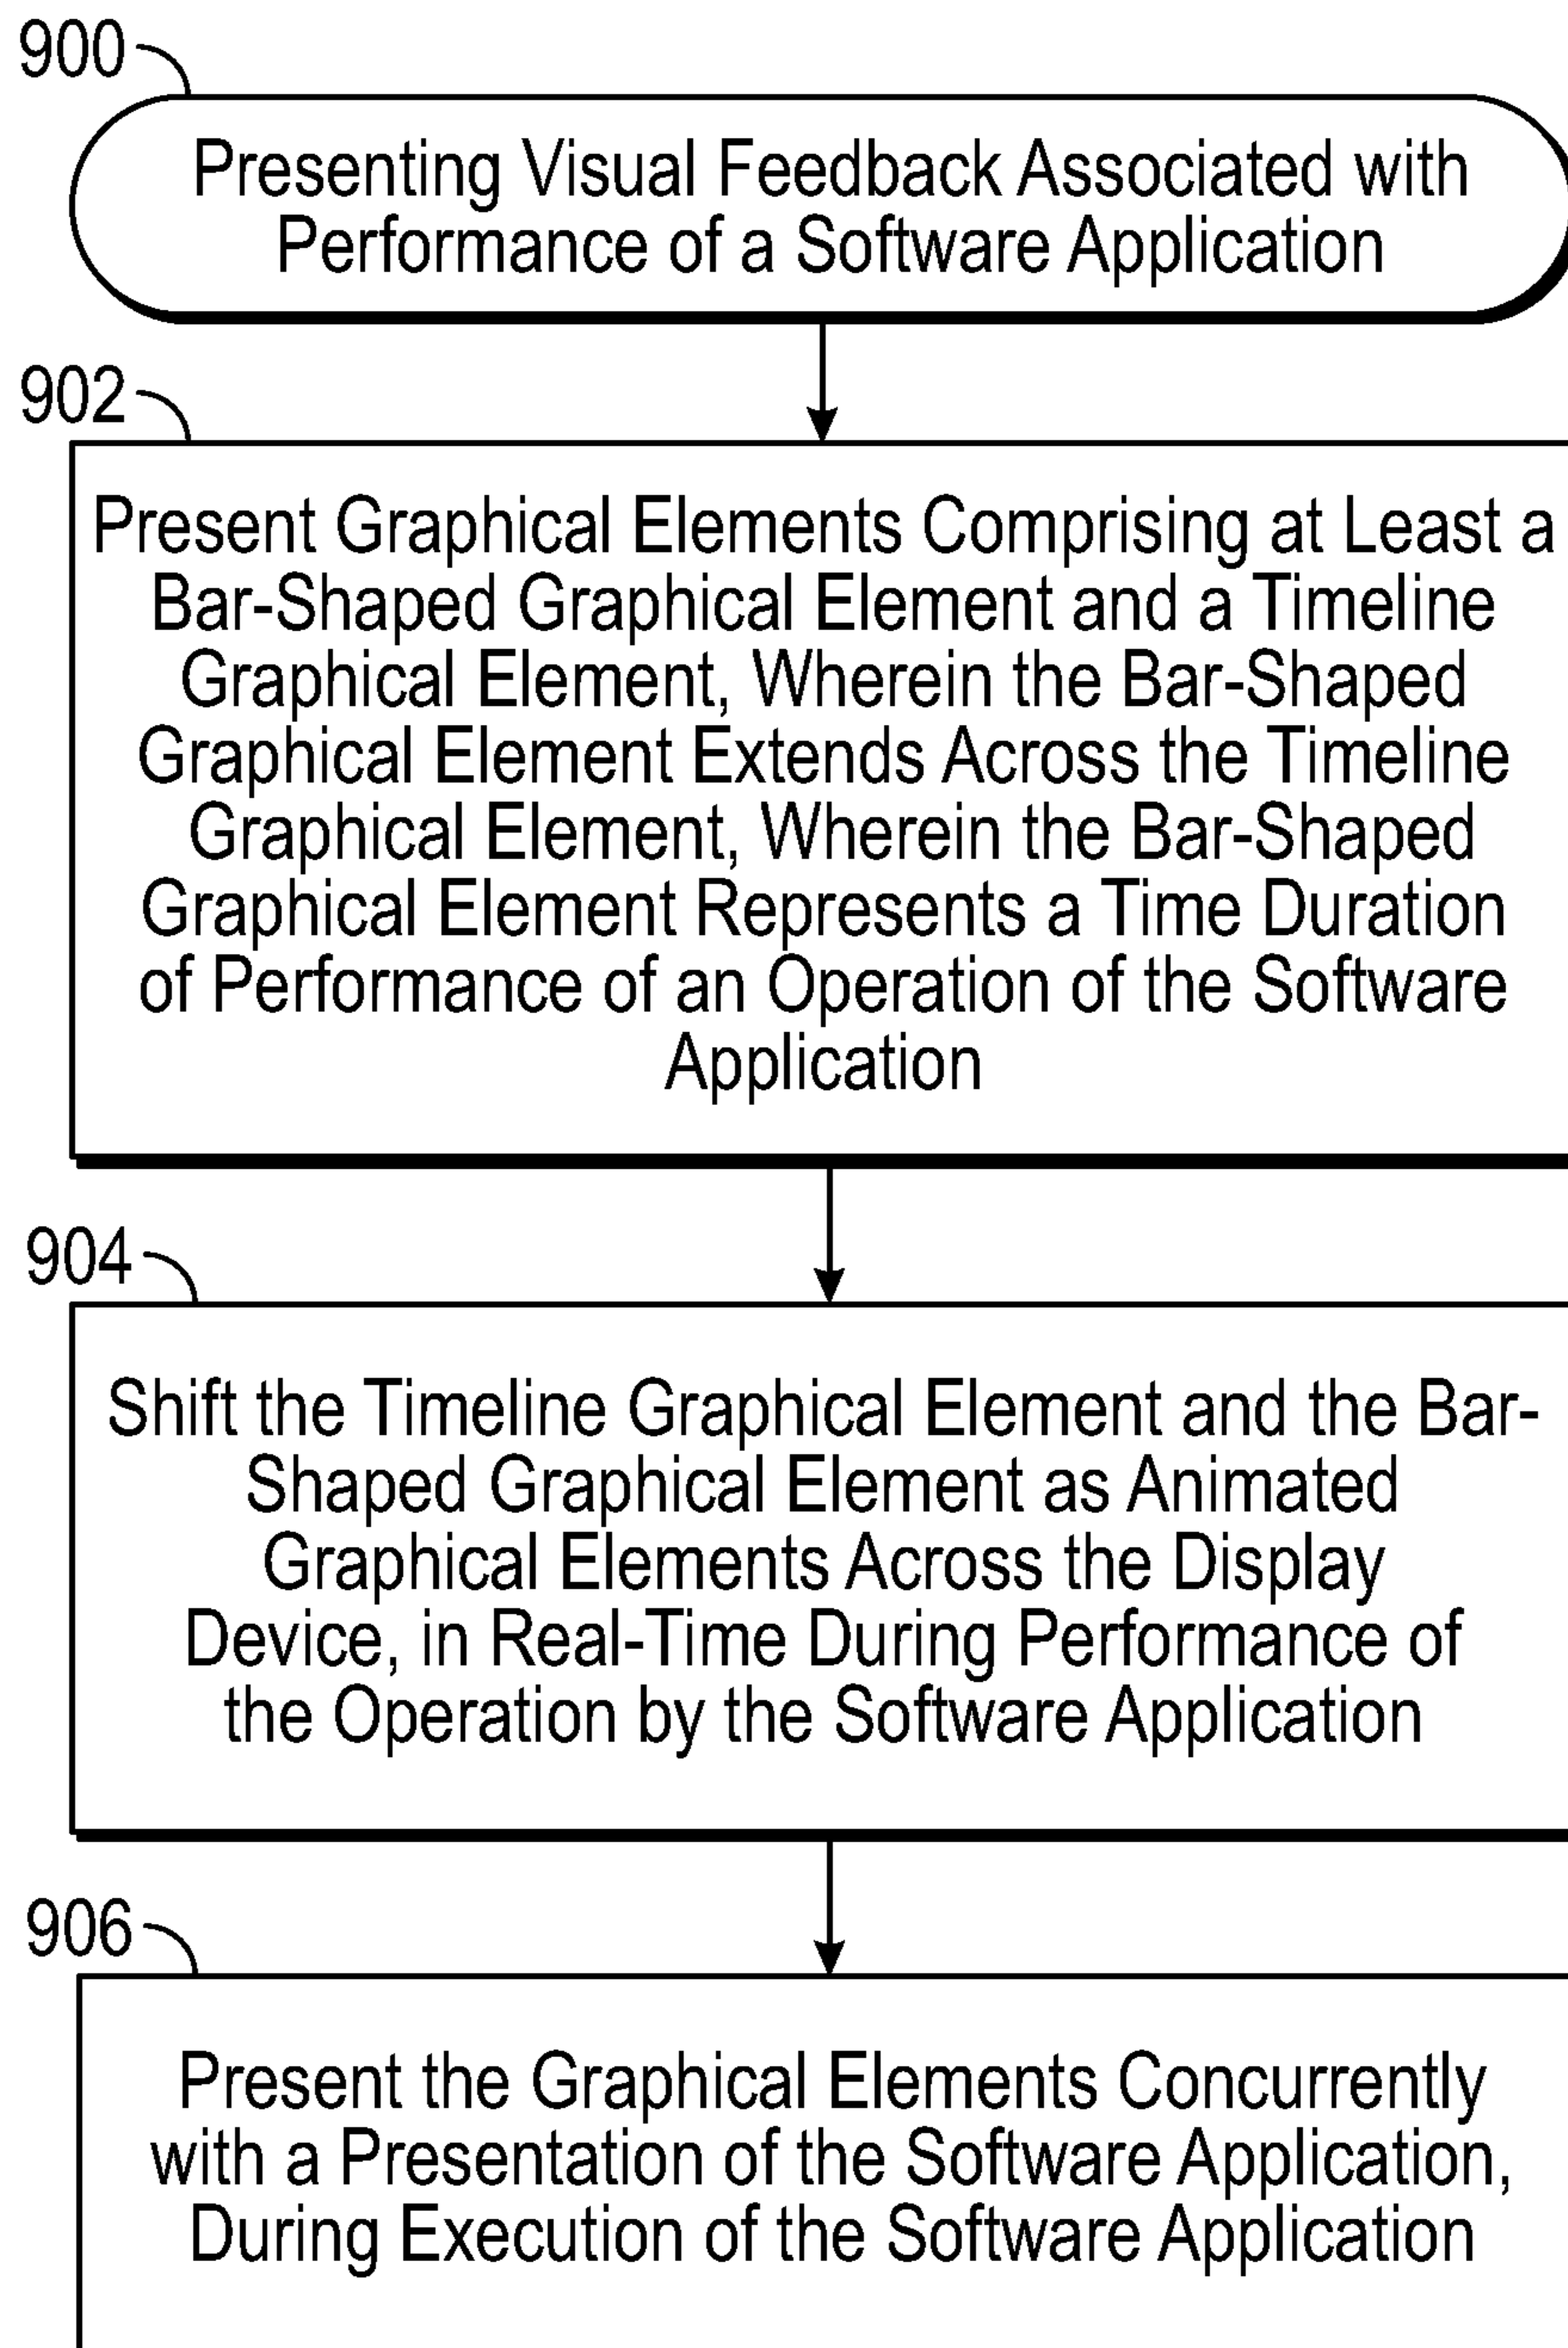 900
Presenting Visual Feedback Associated with
Performance of a Software Application
902
Present Graphical Elements Comprising at Least a
Bar-Shaped Graphical Element and a Timeline
Graphical Element, Wherein the Bar-Shaped
Graphical Element Extends Across the Timeline
Graphical Element, Wherein the Bar-Shaped
Graphical Element Represents a Time Duration
of Performance of an Operation of the Software
Application
904
Shift the Timeline Graphical Element and the Bar-
Shaped Graphical Element as Animated
Graphical Elements Across the Display
Device, in Real-Time During Performance of
the Operation by the Software Application
906
Present the Graphical Elements Concurrently
with a Presentation of the Software Application,
During Execution of the Software Application